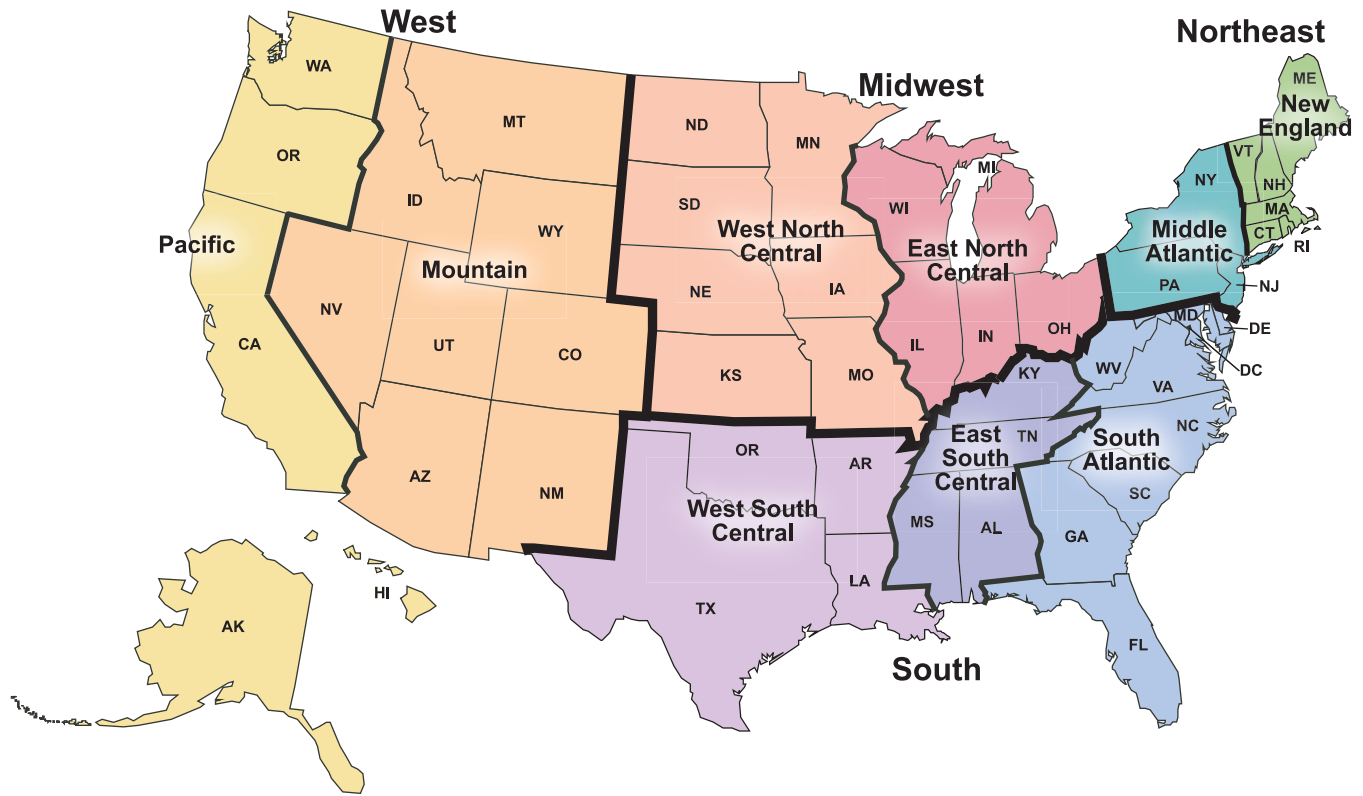 West
Northeast
Midwest
South
WA
OR
CA
Pacific
AK
HI
MT
ID
WY
Mountain
NV
UT
CO
AZ
NM
ND
MN
SD
West North
Central
NE
IA
KS
MO
MI
WI
East North
Central
IL
IN
OH
ME
New
England
VT
NH
MA
CT
RI
NY
Middle
Atlantic
PA
NJ
MD
DE
DC
WV
VA
NC
South
Atlantic
SC
GA
FL
KY
TN
East
South
Central
MS
AL
OR
AR
West South
Central
LA
TX